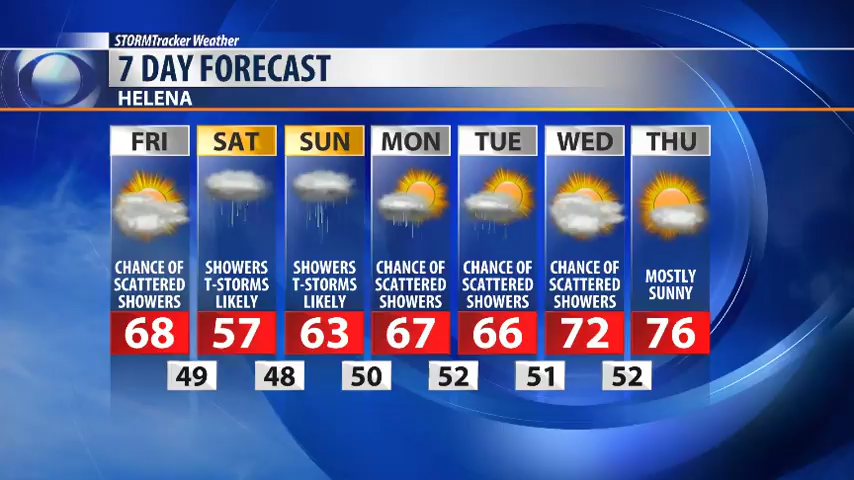 STORMTracker Weather
7 DAY FORECAST
HELENA
FRI SAT SUN MON TUE WED THU
CHANCE OF SCATTERED SHOWERS
SHOWERS T-STORMS LIKELY
SHOWERS T-STORMS LIKELY
CHANCE OF SCATTERED SHOWERS
CHANCE OF SCATTERED SHOWERS
CHANCE OF SCATTERED SHOWERS
MOSTLY SUNNY
68 57 63 67 66 72 76
49 48 50 52 51 52